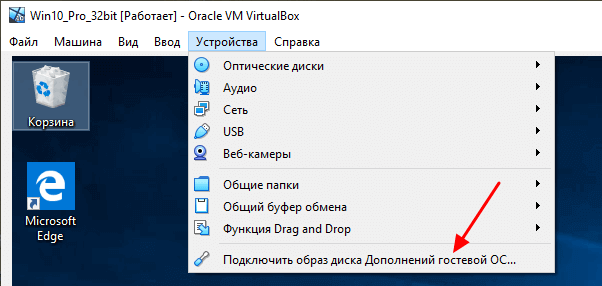 Win10_Pro_32bit [Работает] - Oracle VM VirtualBox
Файл Машина Вид Ввод Устройства Справка
Корзина
Microsoft
Edge
Оптические диски
Аудио
Сеть
USB
Веб-камеры
Общие папки
Общий буфер обмена
Функция Drag and Drop
Подключить образ диска Дополнений гостевой ОС...